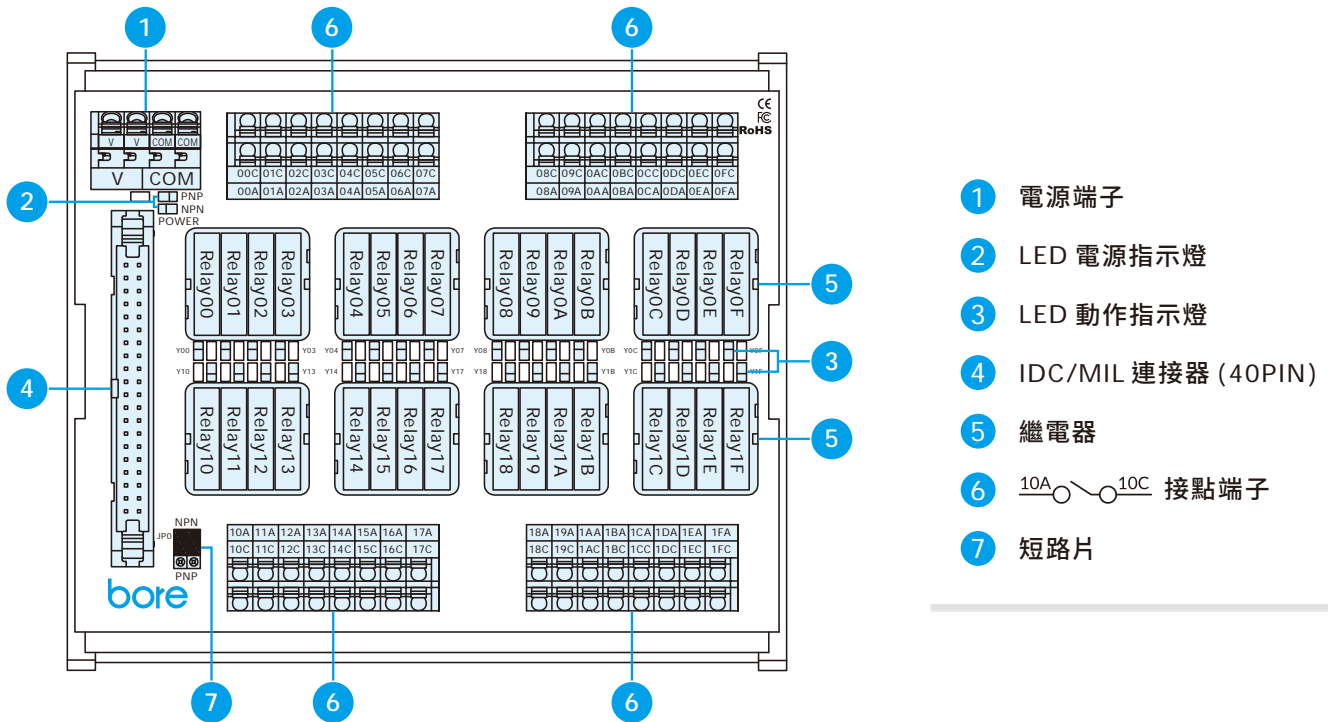 1
6
6
CE
FC
RoHS
V V COM COM
V COM
00C 01C 02C 03C 04C 05C 06C 07C
00A 01A 02A 03A 04A 05A 06A 07A
08C 09C 0AC 0BC 0CC 0DC 0EC 0FC
08A 09A 0AA 0BA 0CA 0DA 0EA 0FA
2
PNP
NPN
POWER
Relay00 Relay01 Relay02 Relay03
Relay04 Relay05 Relay06 Relay07
Relay08 Relay09 Relay0A Relay0B
Relay0C Relay0D Relay0E Relay0F
5
Y00 Y03 Y04 Y07 Y08 Y0B Y0C Y0F
Y10 Y13 Y14 Y17 Y18 Y1B Y1C Y1F
3
4
Relay10 Relay11 Relay12 Relay13
Relay14 Relay15 Relay16 Relay17
Relay18 Relay19 Relay1A Relay1B
Relay1C Relay1D Relay1E Relay1F
5
NPN
JP0
PNP
bore
10A 11A 12A 13A 14A 15A 16A 17A
10C 11C 12C 13C 14C 15C 16C 17C
18A 19A 1AA 1BA 1CA 1DA 1EA 1FA
18C 19C 1AC 1BC 1CC 1DC 1EC 1FC
7
6
6
1 電源端子
2 LED 電源指示燈
3 LED 動作指示燈
4 IDC/MIL 連接器 (40PIN)
5 繼電器
6 10A 10C 接點端子
7 短路片